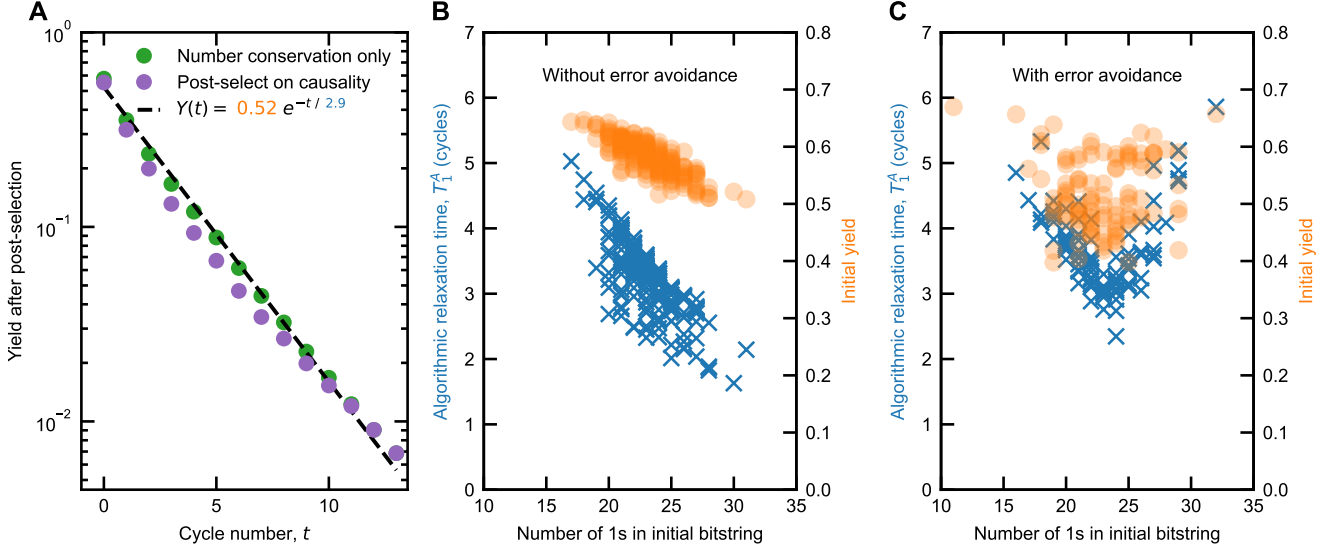 A
Yield after post-selection
10⁰
10⁻¹
10⁻²
Number conservation only
Post-select on causality
Y(t) = 0.52 e^{−t / 2.9}
0
5
10
Cycle number, t
B
Algorithmic relaxation time, T₁ᴬ (cycles)
7
6
5
4
3
2
1
0
Without error avoidance
0.8
0.7
0.6
0.5
0.4
0.3
0.2
0.1
0.0
Initial yield
10 15 20 25 30 35
Number of 1s in initial bitstring
C
Algorithmic relaxation time, T₁ᴬ (cycles)
7
6
5
4
3
2
1
0
With error avoidance
0.8
0.7
0.6
0.5
0.4
0.3
0.2
0.1
0.0
Initial yield
10 15 20 25 30 35
Number of 1s in initial bitstring